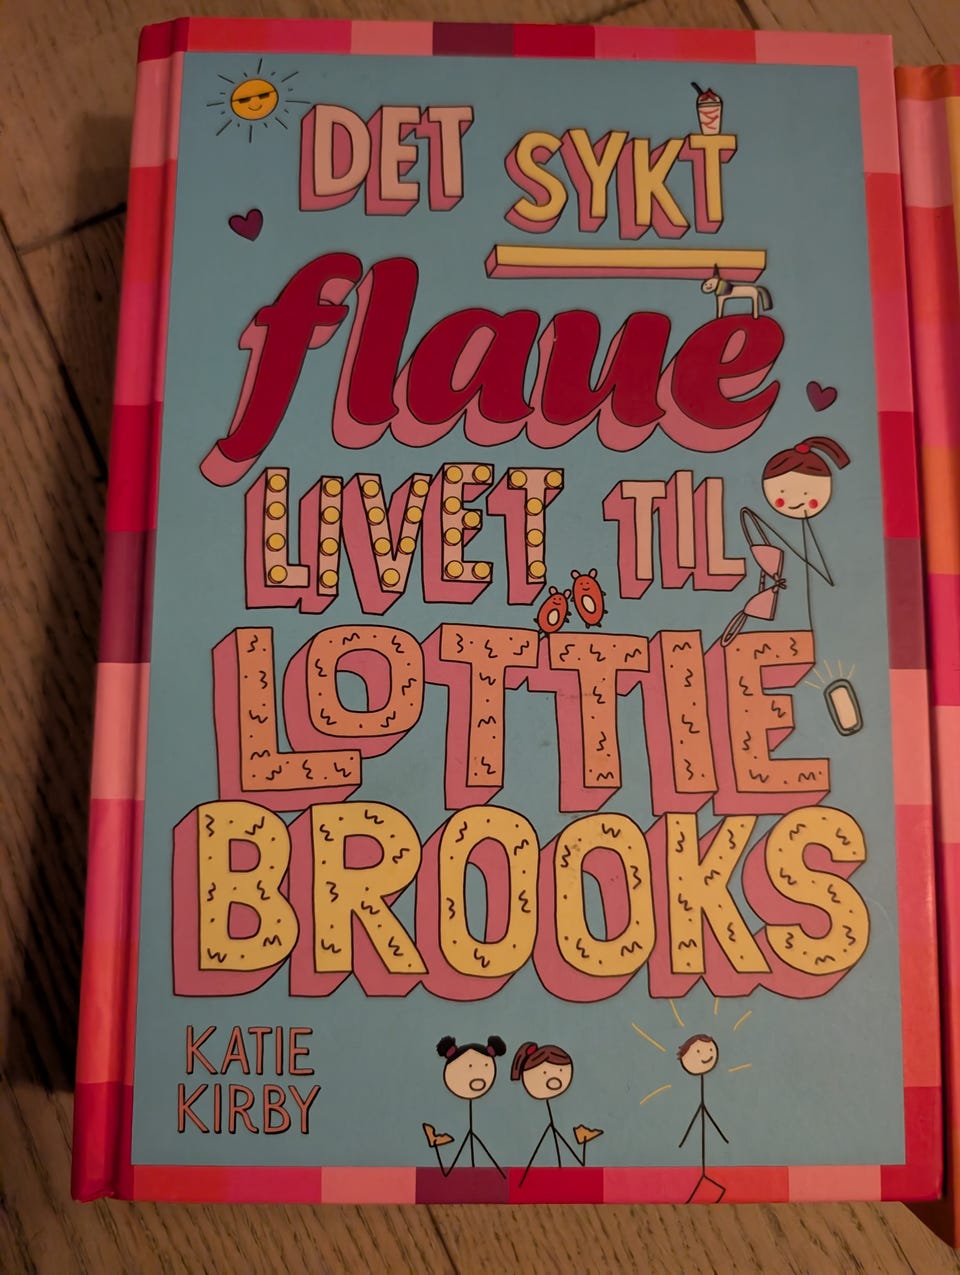 DET SYKT
flaue
LIVET TIL
LOTTIE
BROOKS
KATIE
KIRBY